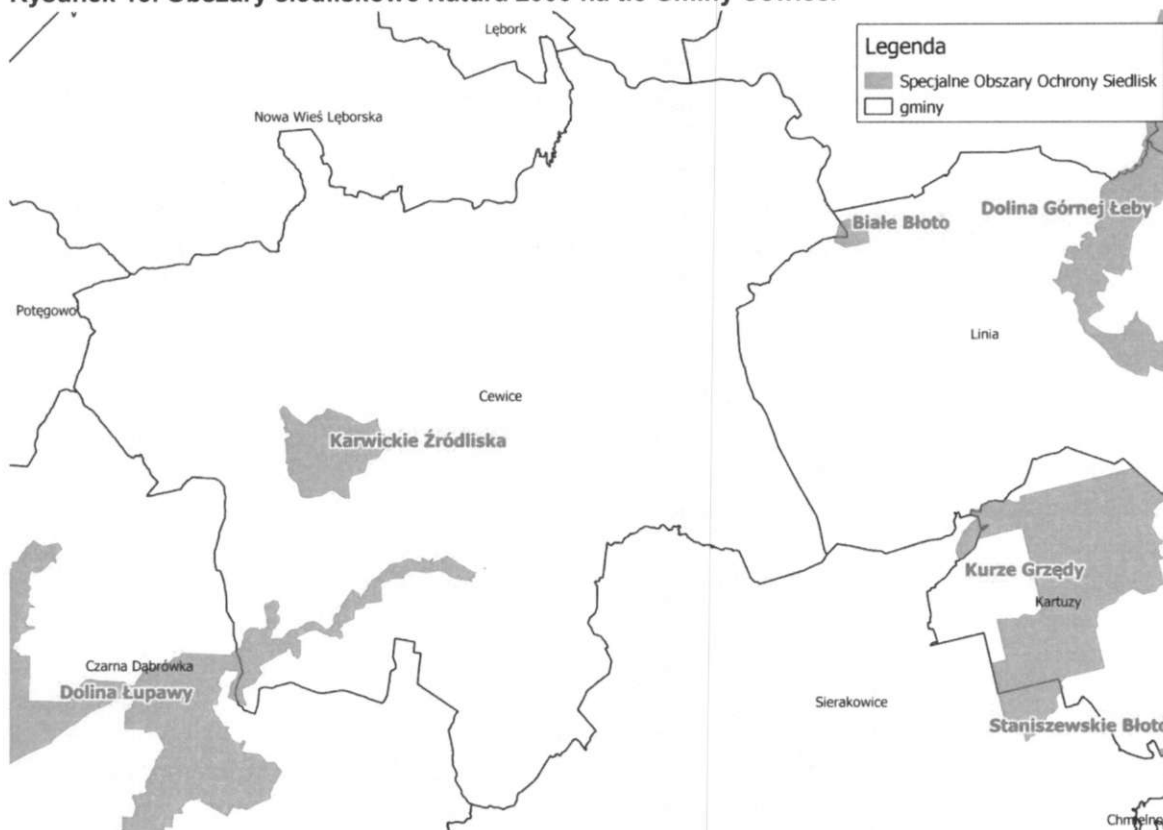 Lębork
Legenda
Specjalne Obszary Ochrony Siedlisk
gminy
Nowa Wieś Lęborska
Białe Błoto
Dolina Górnej Łeby
Potęgowo
Linia
Cewice
Karwickie Źródliska
Kurze Grzędy
Kartuzy
Czarna Dąbrówka
Dolina Łupawy
Sierakowice
Staniszewskie Błoto